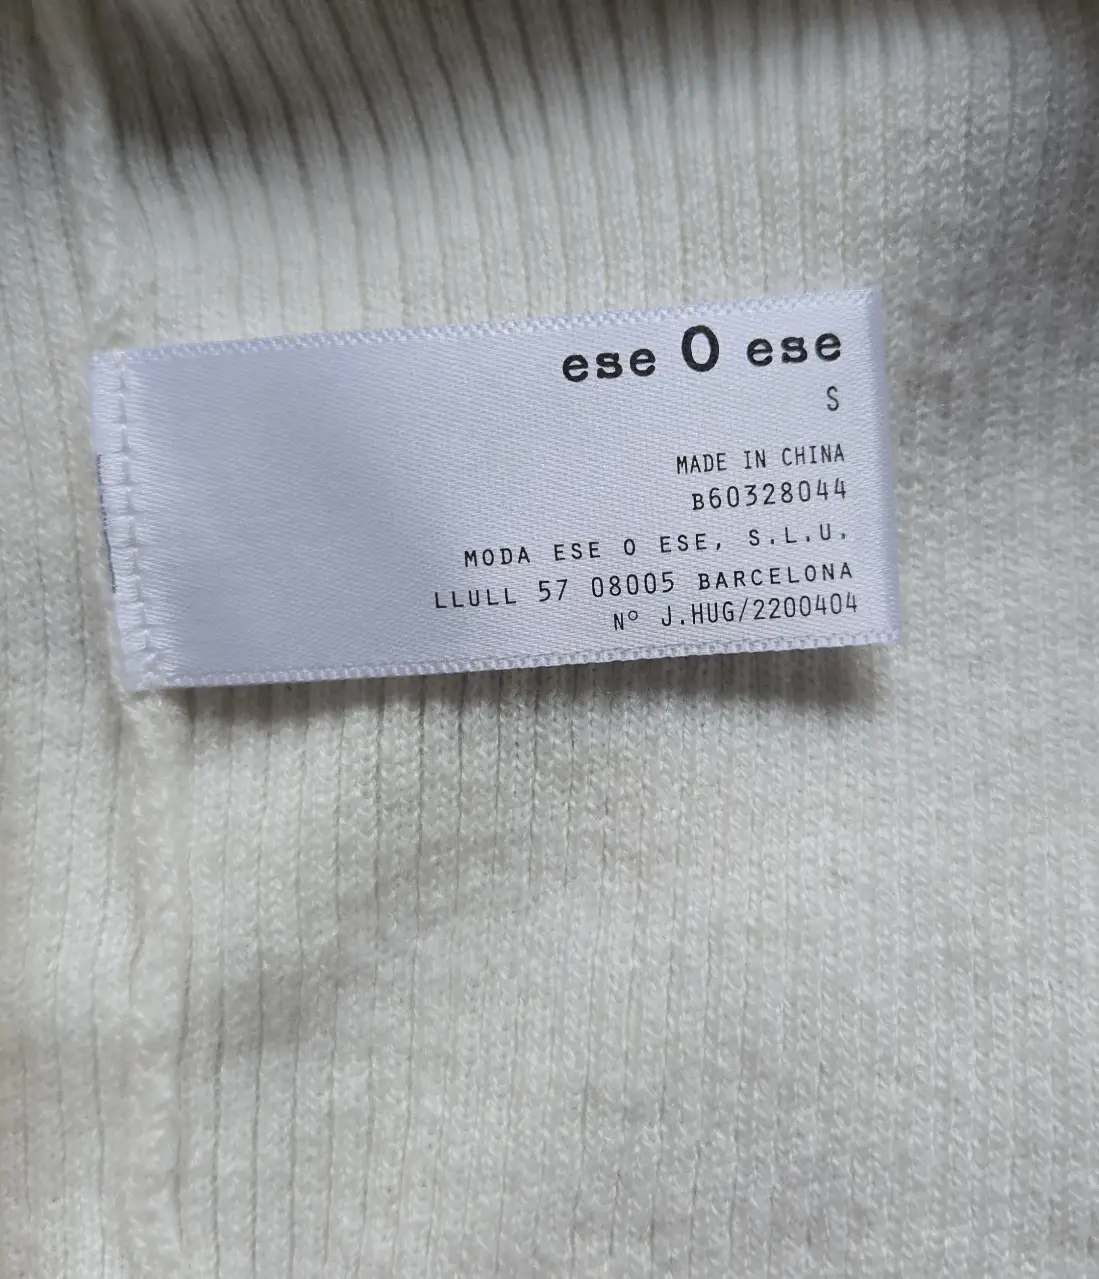 ese O ese
S
MADE IN CHINA
B60328044
MODA ESE O ESE, S.L.U.
LLULL 57 08005 BARCELONA
Nº J.HUG/2200404